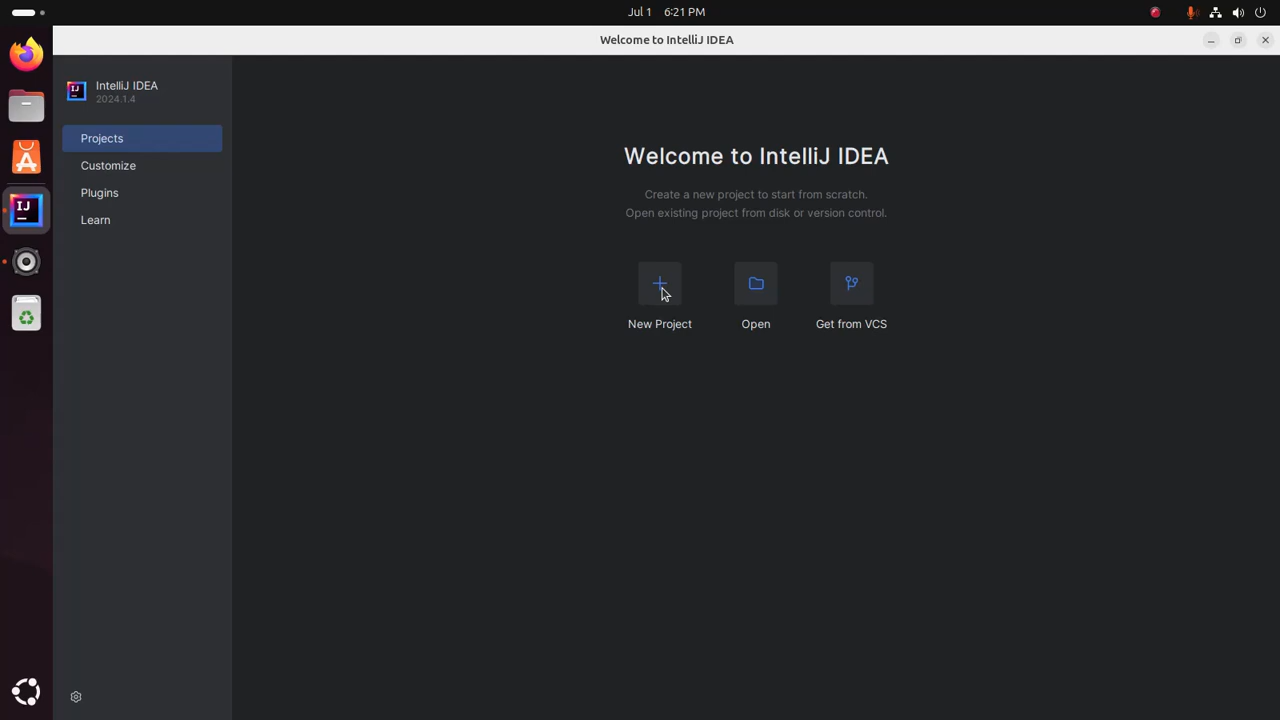 Jul 1 6:21 PM
Welcome to IntelliJ IDEA
IJ
IntelliJ IDEA
2024.1.4
Projects
Customize
Plugins
Learn
IJ
Welcome to IntelliJ IDEA
Create a new project to start from scratch.
Open existing project from disk or version control.
New Project
Open
Get from VCS